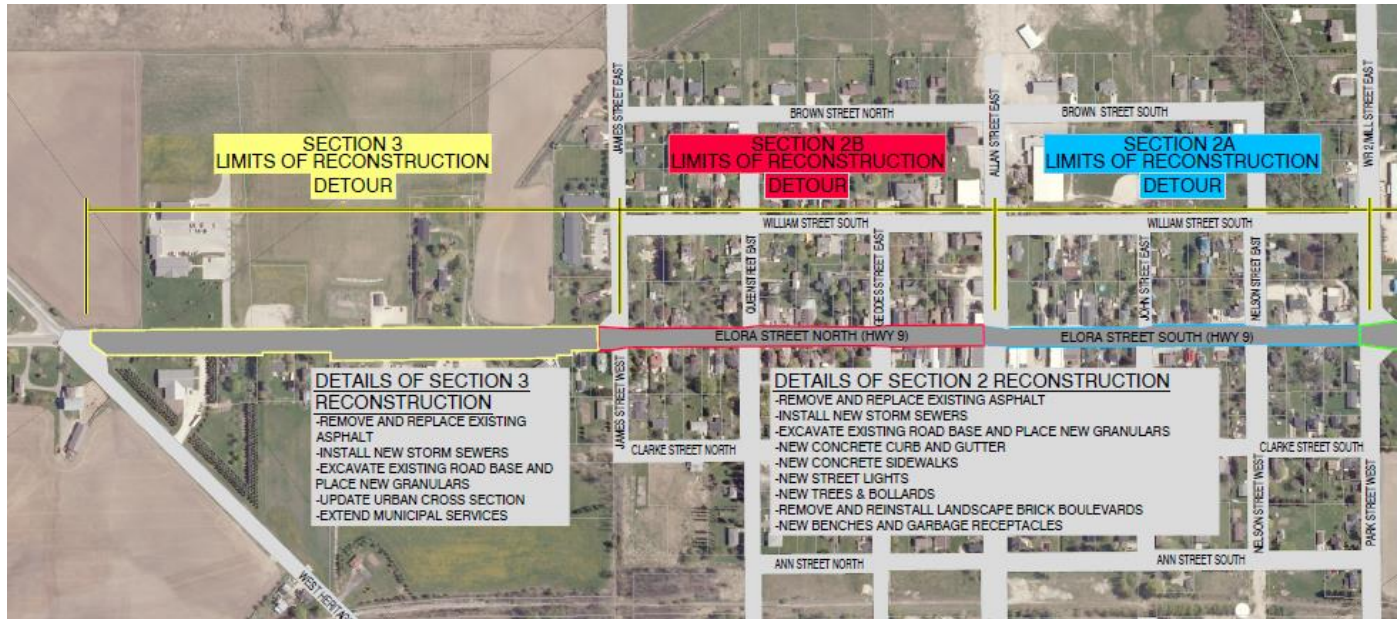 JAMES STREET EAST
ALLAN STREET EAST
WR 2/MILL STREET EAST
BROWN STREET NORTH
BROWN STREET SOUTH
SECTION 3
LIMITS OF RECONSTRUCTION
DETOUR
SECTION 2B
LIMITS OF RECONSTRUCTION
DETOUR
SECTION 2A
LIMITS OF RECONSTRUCTION
DETOUR
WILLIAM STREET SOUTH
WILLIAM STREET SOUTH
QUEEN STREET EAST
GEDDES STREET EAST
JOHN STREET EAST
NELSON STREET EAST
ELORA STREET NORTH (HWY 9)
ELORA STREET SOUTH (HWY 9)
DETAILS OF SECTION 3
RECONSTRUCTION
-REMOVE AND REPLACE EXISTING
ASPHALT
-INSTALL NEW STORM SEWERS
-EXCAVATE EXISTING ROAD BASE AND
PLACE NEW GRANULARS
-UPDATE URBAN CROSS SECTION
-EXTEND MUNICIPAL SERVICES
JAMES STREET WEST
CLARKE STREET NORTH
DETAILS OF SECTION 2 RECONSTRUCTION
-REMOVE AND REPLACE EXISTING ASPHALT
-INSTALL NEW STORM SEWERS
-EXCAVATE EXISTING ROAD BASE AND PLACE NEW GRANULARS
-NEW CONCRETE CURB AND GUTTER
-NEW CONCRETE SIDEWALKS
-NEW STREET LIGHTS
-NEW TREES & BOLLARDS
-REMOVE AND REINSTALL LANDSCAPE BRICK BOULEVARDS
-NEW BENCHES AND GARBAGE RECEPTACLES
CLARKE STREET SOUTH
NELSON STREET WEST
PARK STREET WEST
ANN STREET NORTH
ANN STREET SOUTH
WEST HERITAG